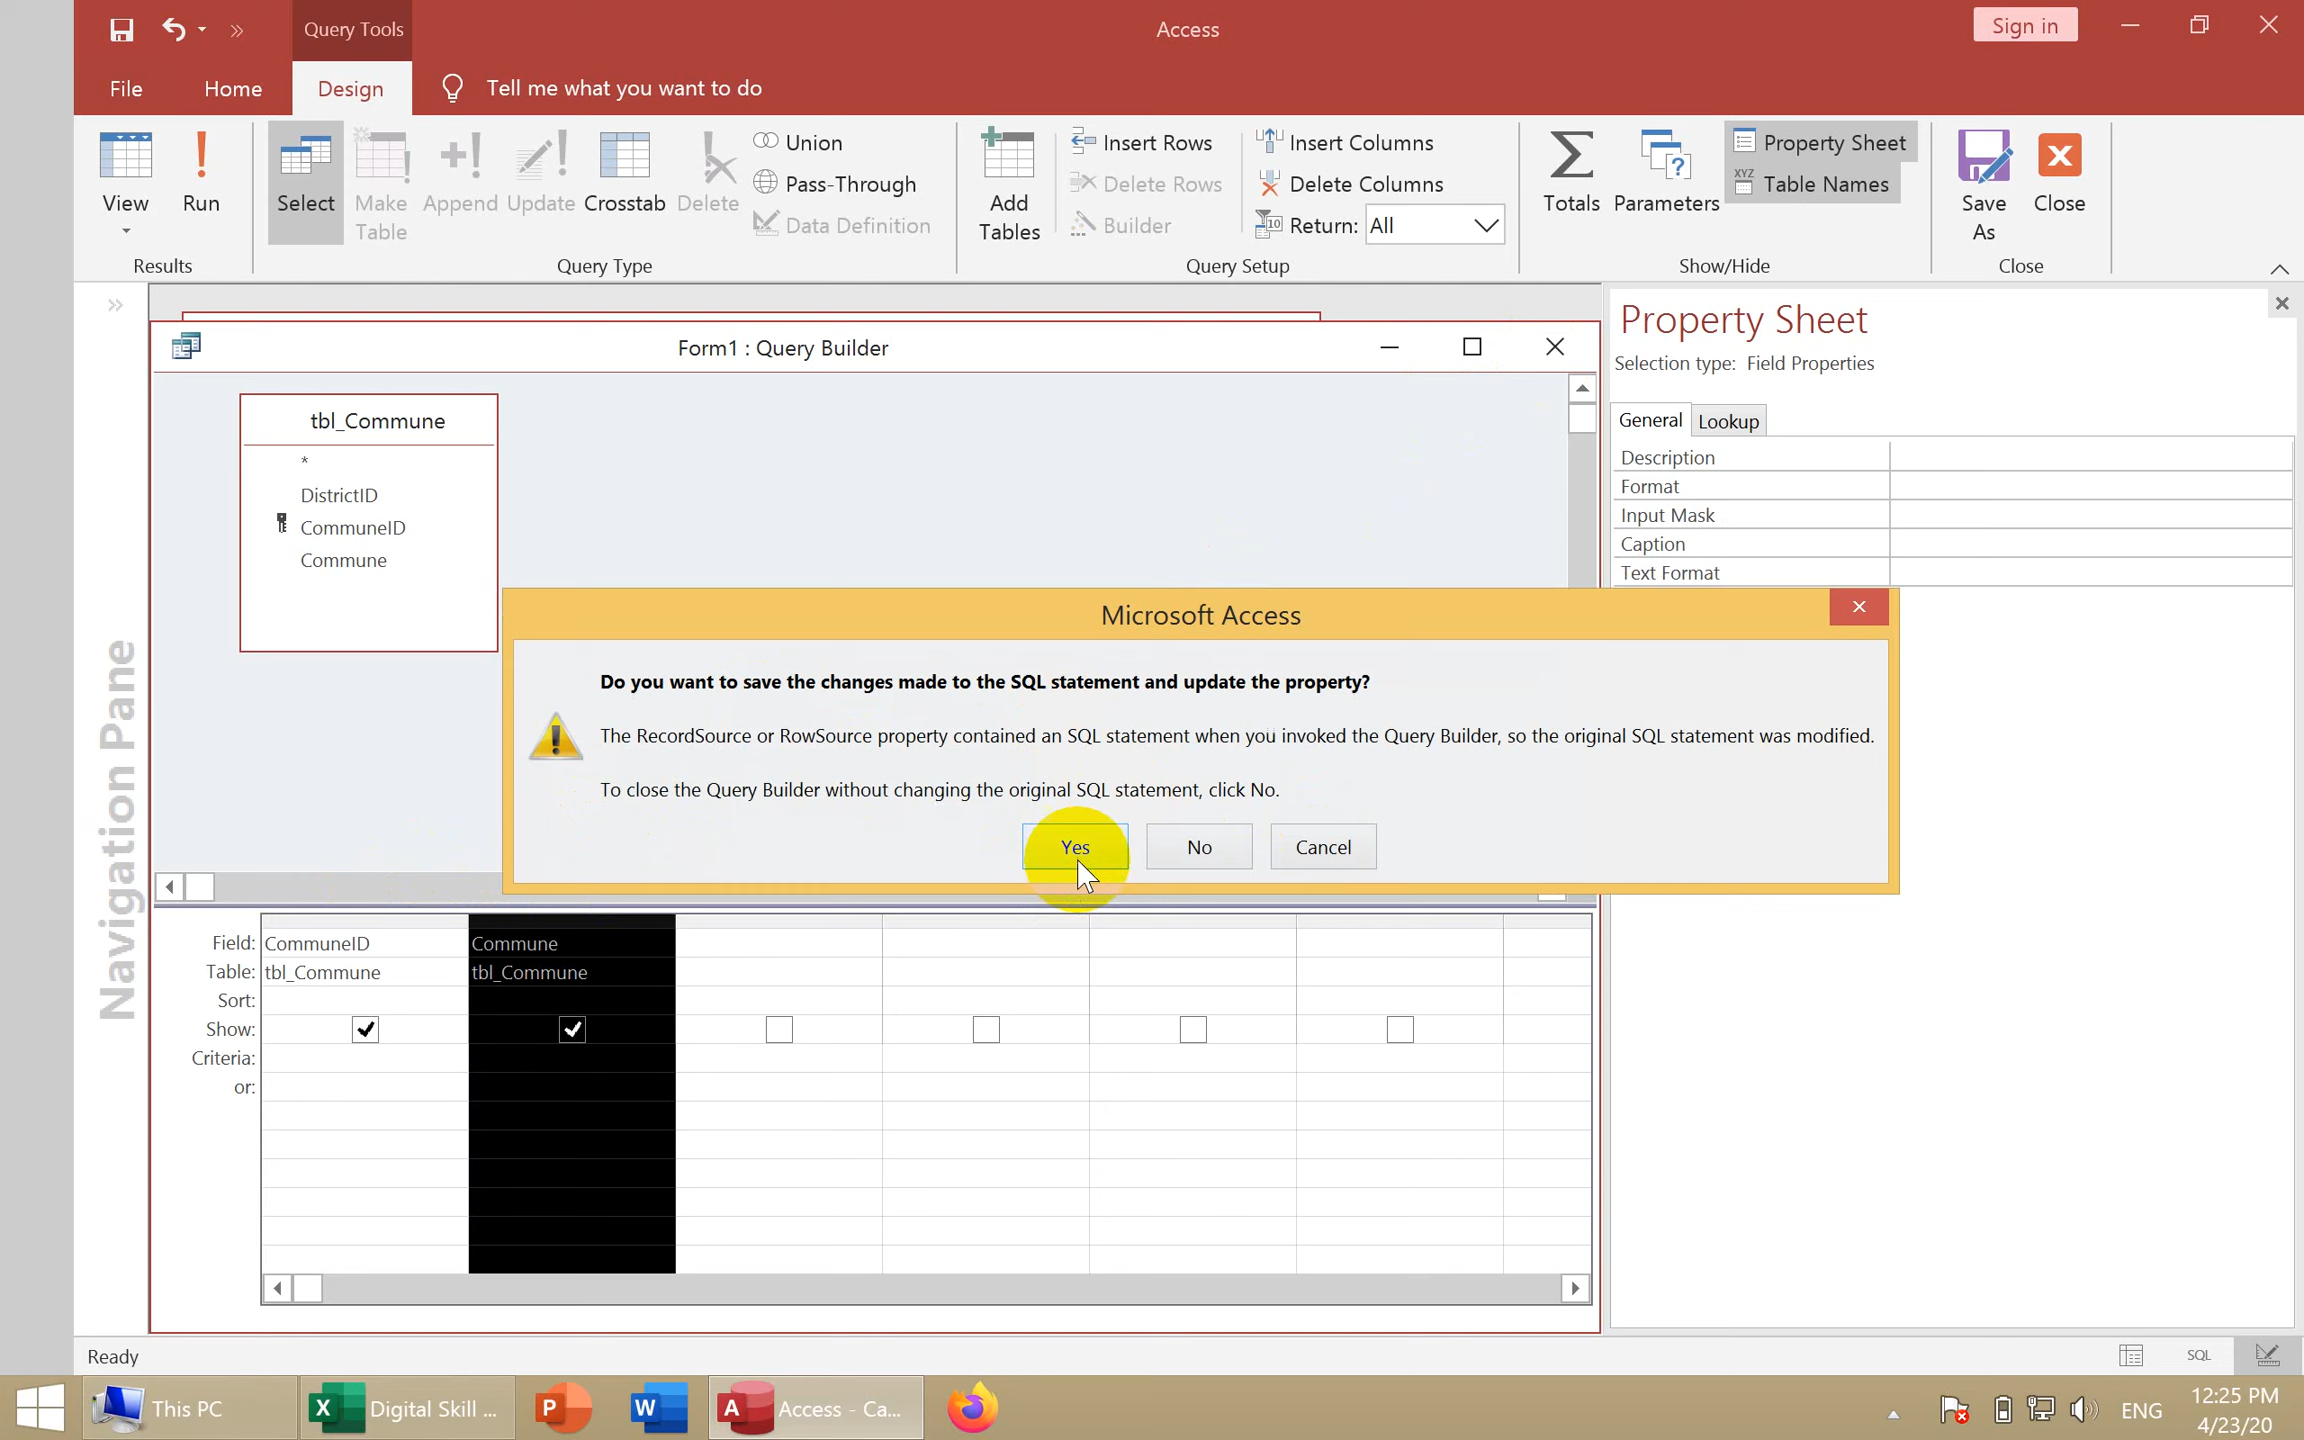 Query Tools
Access
Sign in
File
Home
Design
Tell me what you want to do
View
Run
Results
Select
Make Table
Append
Update
Crosstab
Delete
Union
Pass-Through
Data Definition
Query Type
Add Tables
Insert Rows
Delete Rows
Builder
Insert Columns
Delete Columns
Return: All
Query Setup
Totals
Parameters
Property Sheet
XYZ Table Names
Show/Hide
Save As
Close
Close
Navigation Pane
Form1 : Query Builder
tbl_Commune
*
DistrictID
CommuneID
Commune
Property Sheet
Selection type: Field Properties
General
Lookup
Description
Format
Input Mask
Caption
Text Format
Microsoft Access
Do you want to save the changes made to the SQL statement and update the property?
The RecordSource or RowSource property contained an SQL statement when you invoked the Query Builder, so the original SQL statement was modified.
To close the Query Builder without changing the original SQL statement, click No.
Yes
No
Cancel
Field: CommuneID Commune
Table: tbl_Commune tbl_Commune
Sort:
Show:
Criteria:
or:
Ready
SQL
This PC
Digital Skill ...
Access - Ca...
ENG
12:25 PM
4/23/20